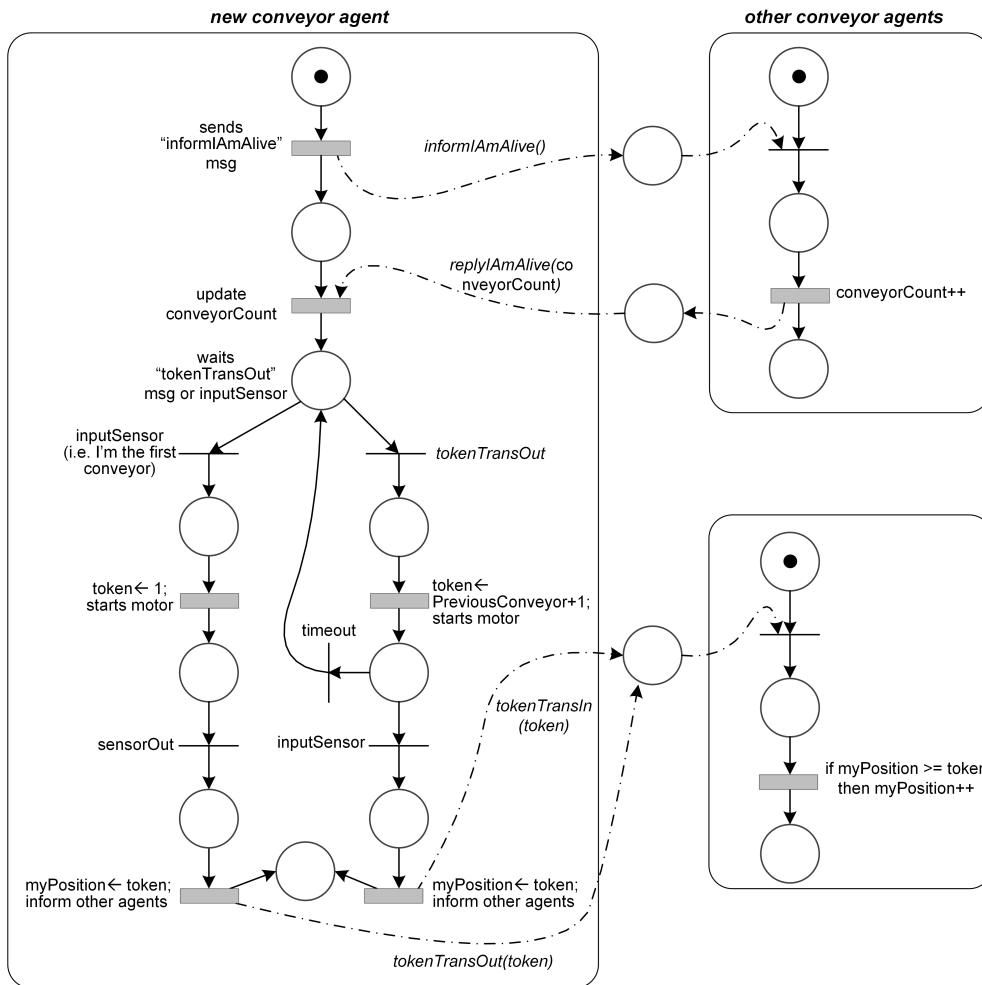 new conveyor agent
other conveyor agents
sends
“informIAmAlive”
msg
informIAmAlive()
replyIAmAlive(co
nveyorCount)
update
conveyorCount
conveyorCount++
waits
“tokenTransOut”
msg or inputSensor
inputSensor
(i.e. I’m the first
conveyor)
tokenTransOut
token← 1;
starts motor
token←
PreviousConveyor+1;
starts motor
timeout
tokenTransIn
(token)
sensorOut
inputSensor
if myPosition >= token
then myPosition++
myPosition← token;
inform other agents
myPosition← token;
inform other agents
tokenTransOut(token)